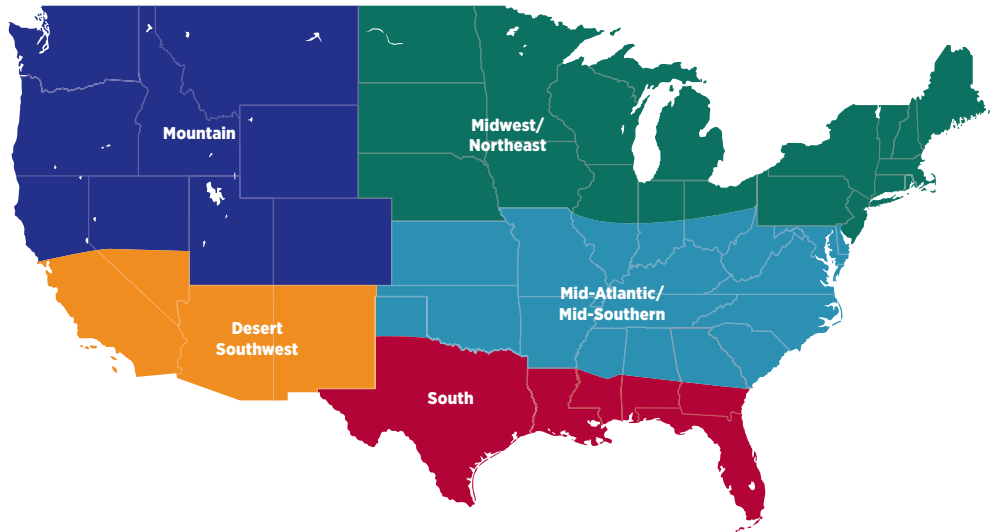 Mountain
Midwest/
Northeast
Mid-Atlantic/
Mid-Southern
Desert
Southwest
South